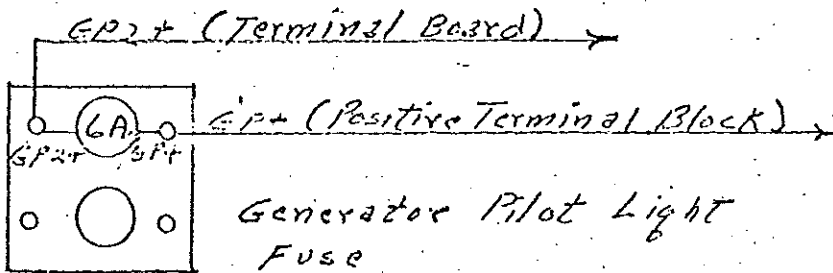 GP2+ (Terminal Board)
6A
GP+ (Positive Terminal Block)
GP2+ GP+
Generator Pilot Light
Fuse